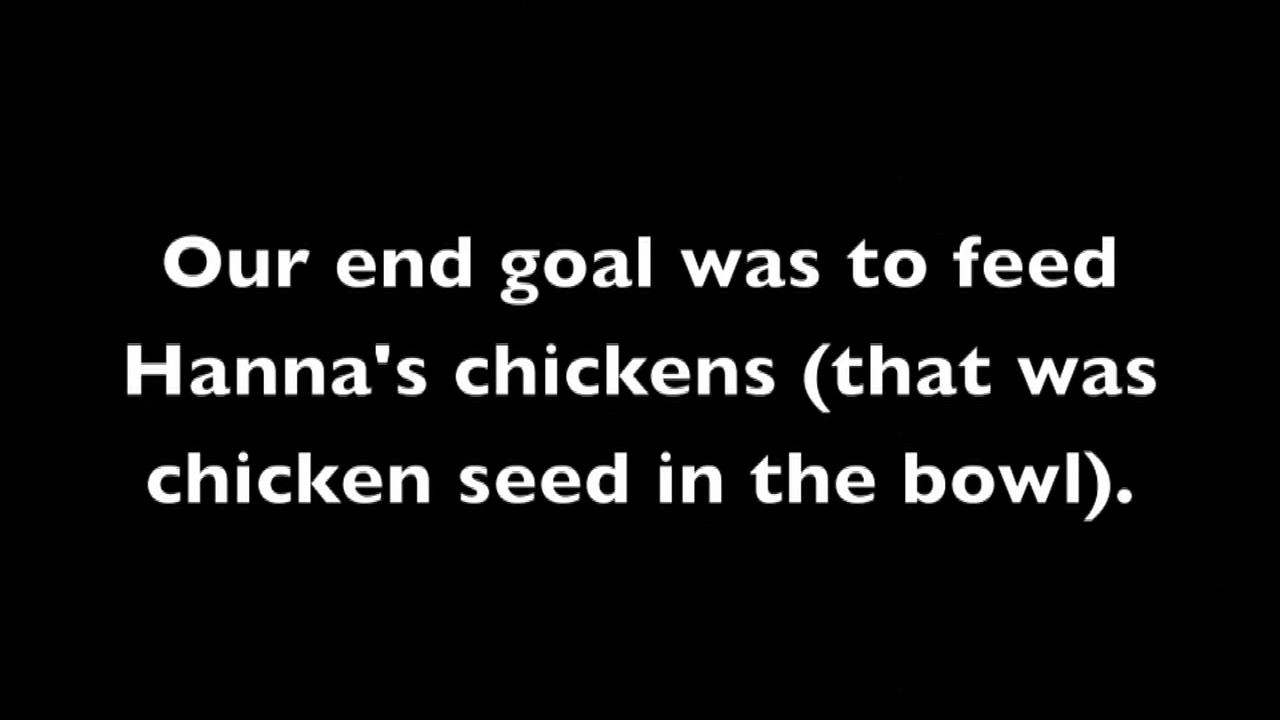 Our end goal was to feed
Hanna's chickens (that was
chicken seed in the bowl).